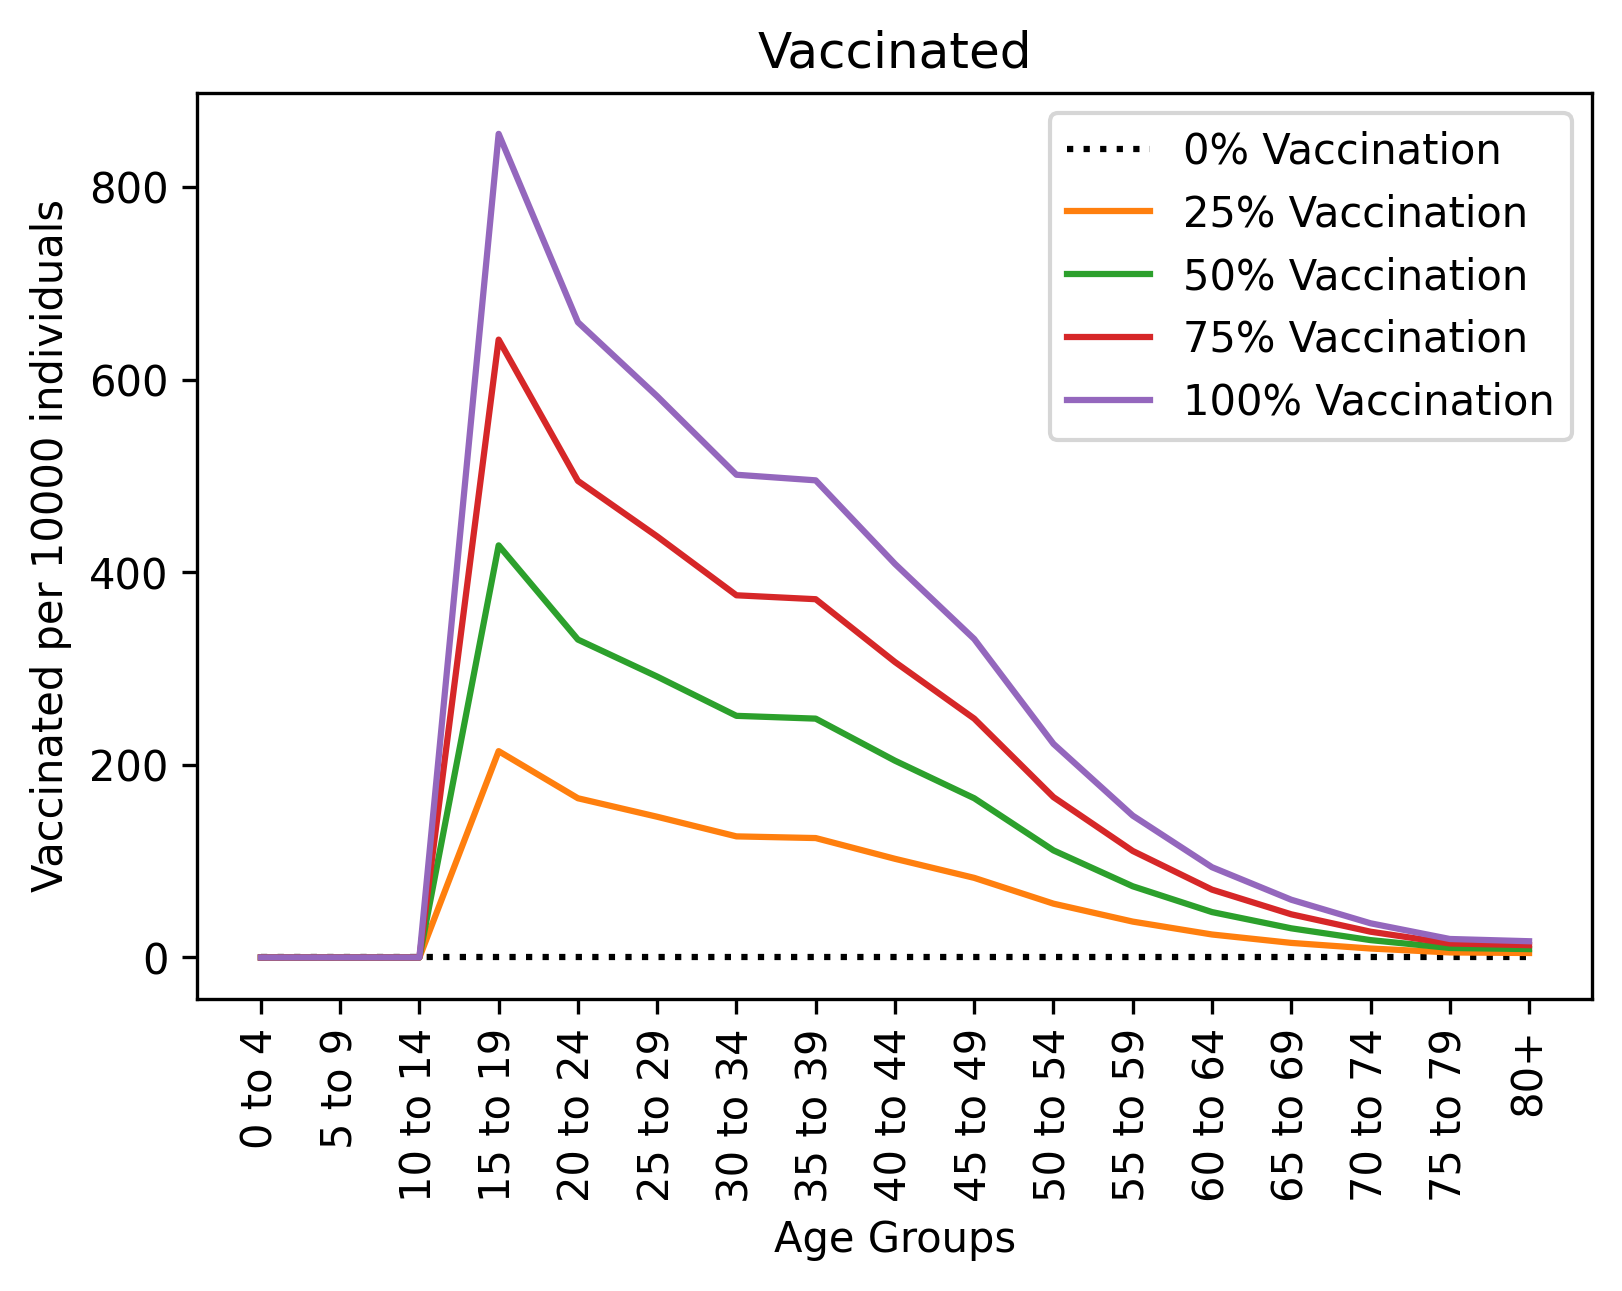 Vaccinated
0% Vaccination
25% Vaccination
50% Vaccination
75% Vaccination
100% Vaccination
Vaccinated per 10000 individuals
800
600
400
200
0
0 to 4
5 to 9
10 to 14
15 to 19
20 to 24
25 to 29
30 to 34
35 to 39
40 to 44
45 to 49
50 to 54
55 to 59
60 to 64
65 to 69
70 to 74
75 to 79
80+
Age Groups